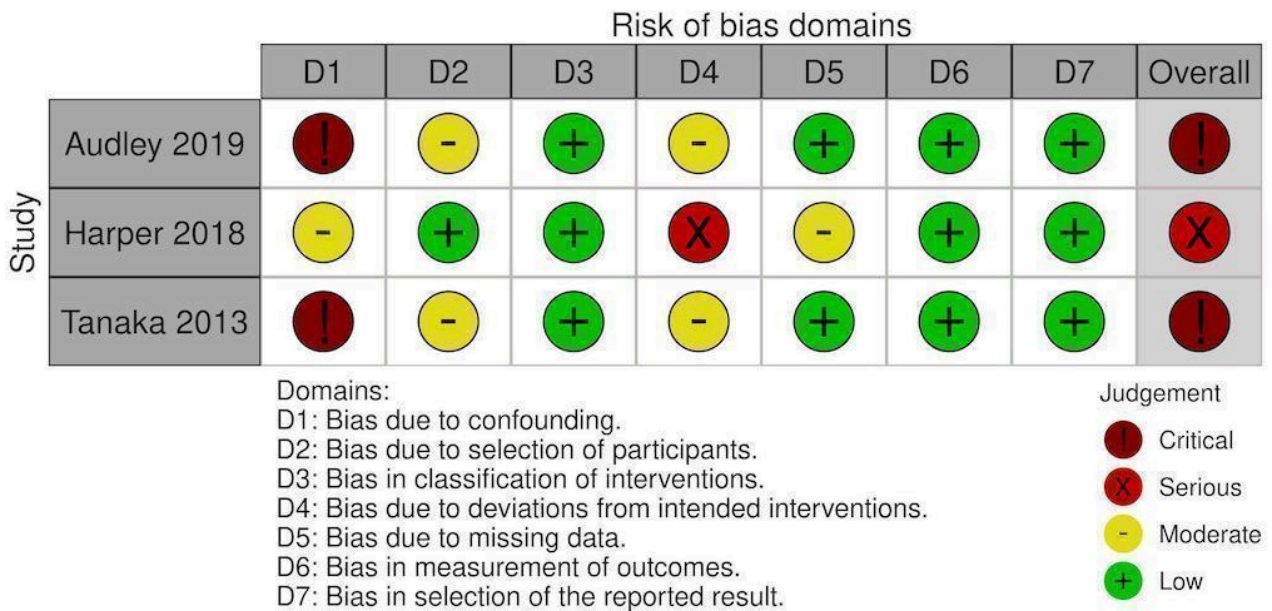 Risk of bias domains
D1 D2 D3 D4 D5 D6 D7 Overall
Study
Audley 2019 ! - + - + + + !
Harper 2018 - + + X - + + X
Tanaka 2013 ! - + - + + + !
Domains:
D1: Bias due to confounding.
D2: Bias due to selection of participants.
D3: Bias in classification of interventions.
D4: Bias due to deviations from intended interventions.
D5: Bias due to missing data.
D6: Bias in measurement of outcomes.
D7: Bias in selection of the reported result.
Judgement
! Critical
X Serious
- Moderate
+ Low